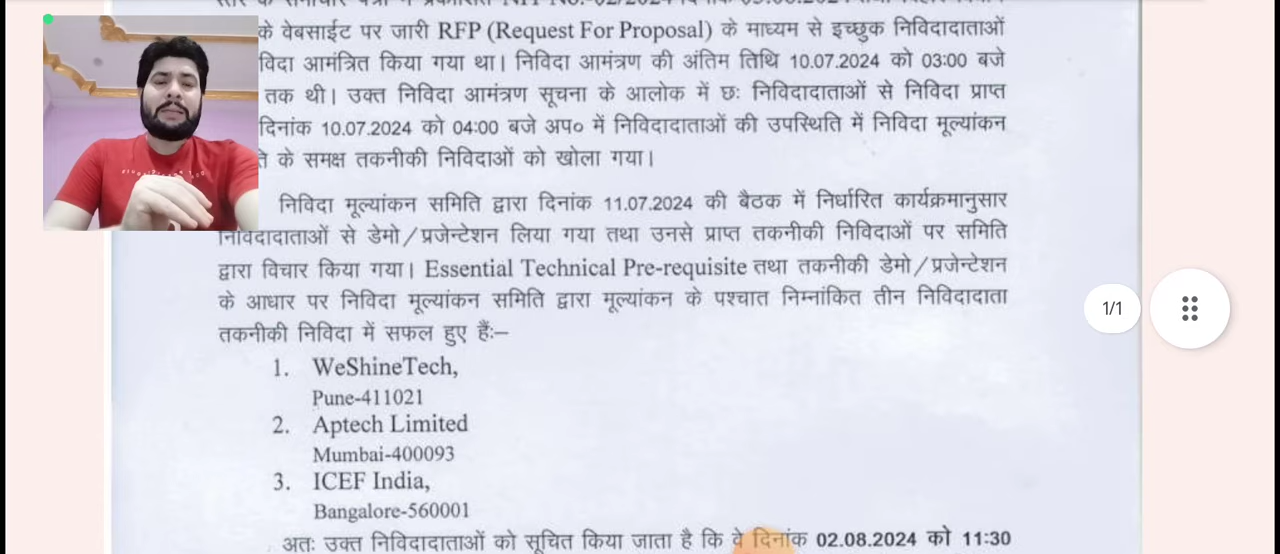 के वेबसाईट पर जारी RFP (Request For Proposal) के माध्यम से इच्छुक निविदादाताओं
विदा आमंत्रित किया गया था। निविदा आमंत्रण की अंतिम तिथि 10.07.2024 को 03:00 बजे
तक थी। उक्त निविदा आमंत्रण सूचना के आलोक में छः निविदादाताओं से निविदा प्राप्त
दिनांक 10.07.2024 को 04:00 बजे अप० में निविदादाताओं की उपस्थिति में निविदा मूल्यांकन
के समक्ष तकनीकी निविदाओं को खोला गया।
निविदा मूल्यांकन समिति द्वारा दिनांक 11.07.2024 की बैठक में निर्धारित कार्यक्रमानुसार
निविदादाताओं से डेमो/प्रजेन्टेशन लिया गया तथा उनसे प्राप्त तकनीकी निविदाओं पर समिति
द्वारा विचार किया गया। Essential Technical Pre-requisite तथा तकनीकी डेमो/प्रजेन्टेशन
के आधार पर निविदा मूल्यांकन समिति द्वारा मूल्यांकन के पश्चात निम्नांकित तीन निविदादाता
तकनीकी निविदा में सफल हुए हैं:–
1. WeShineTech,
Pune-411021
2. Aptech Limited
Mumbai-400093
3. ICEF India,
Bangalore-560001
अतः उक्त निविदादाताओं को सूचित किया जाता है कि वे दिनांक 02.08.2024 को 11:30
1/1